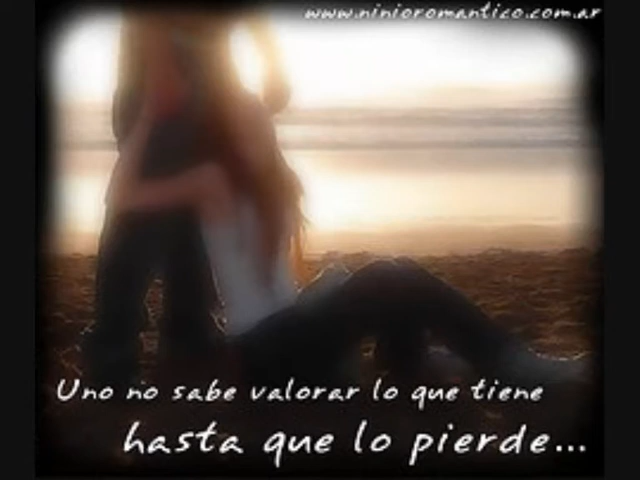 www.ninioromantico.com.ar
Uno no sabe valorar lo que tiene
hasta que lo pierde...